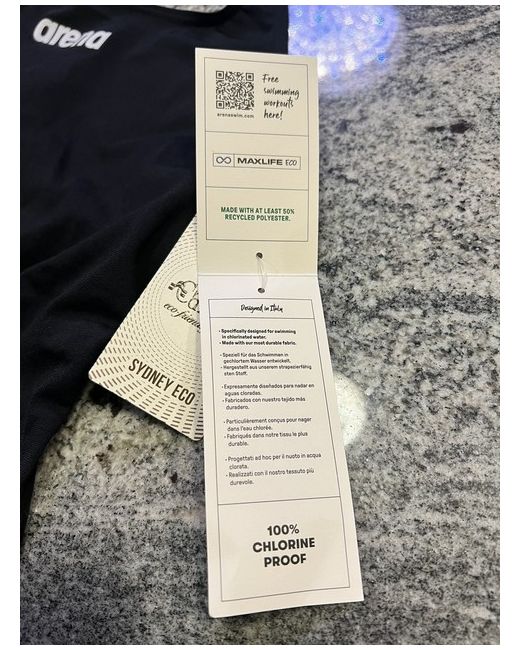 arena
Free
swimming
workouts
here!
arenaswim.com
MAXLIFE ECO
MADE WITH AT LEAST 50%
RECYCLED POLYESTER.
Designed in Italy
• Specifically designed for swimming
in chlorinated water.
• Made with our most durable fabric.
- Speziell für das Schwimmen in
gechlortem Wasser entwickelt.
- Hergestellt aus unserem strapazierfähig
sten Stoff.
- Expresamente diseñados para nadar en
aguas cloradas.
- Fabricados con nuestro tejido más
duradero.
- Particulièrement conçus pour nager
dans l'eau chlorée.
- Fabriqués dans notre tissu le plus
durable.
- Progettati ad hoc per il nuoto in acqua
clorata.
- Realizzati con il nostro tessuto più
durevole.
100%
CHLORINE
PROOF
SYDNEY ECO